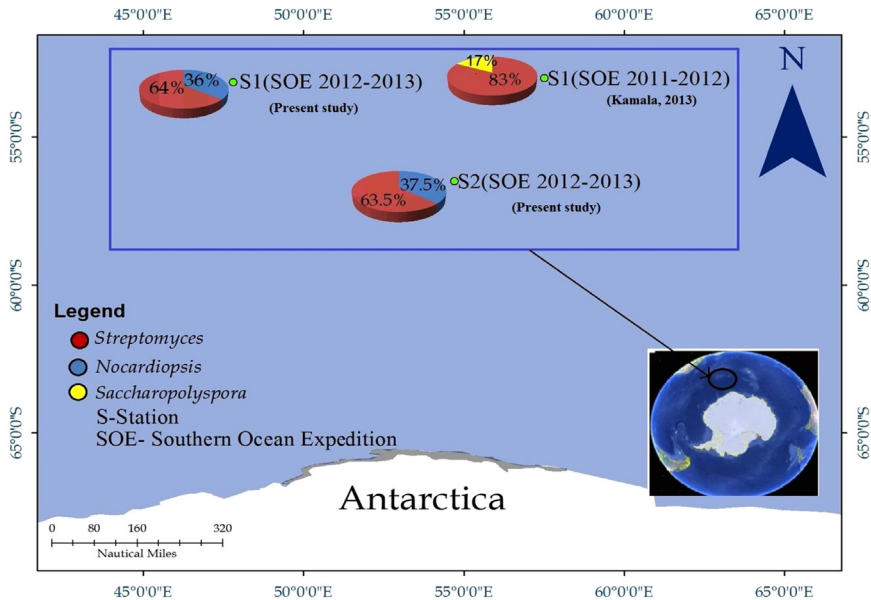 45°0'0"E 50°0'0"E 55°0'0"E 60°0'0"E 65°0'0"E
N
64% 36% S1(SOE 2012-2013)
(Present study)
17%
83% S1(SOE 2011-2012)
(Kamala, 2013)
37.5% S2(SOE 2012-2013)
63.5% (Present study)
55°0'0"S 55°0'0"S
60°0'0"S 60°0'0"S
65°0'0"S 65°0'0"S
Legend
Streptomyces
Nocardiopsis
Saccharopolyspora
S-Station
SOE- Southern Ocean Expedition
Antarctica
0 80 160 320
Nautical Miles
45°0'0"E 50°0'0"E 55°0'0"E 60°0'0"E 65°0'0"E